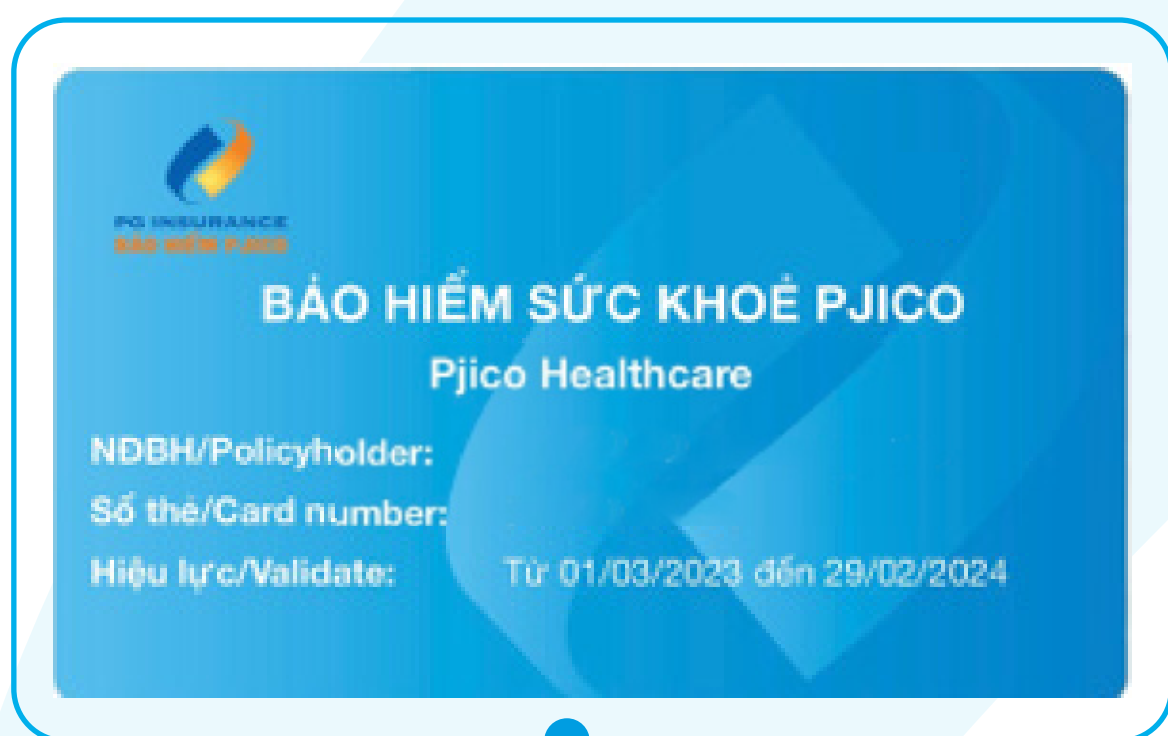 PG INSURANCE
BẢO HIỂM PJICO
BẢO HIỂM SỨC KHOẺ PJICO
Pjico Healthcare
NĐBH/Policyholder:
Số thẻ/Card number:
Hiệu lực/Validate: Từ 01/03/2023 đến 29/02/2024